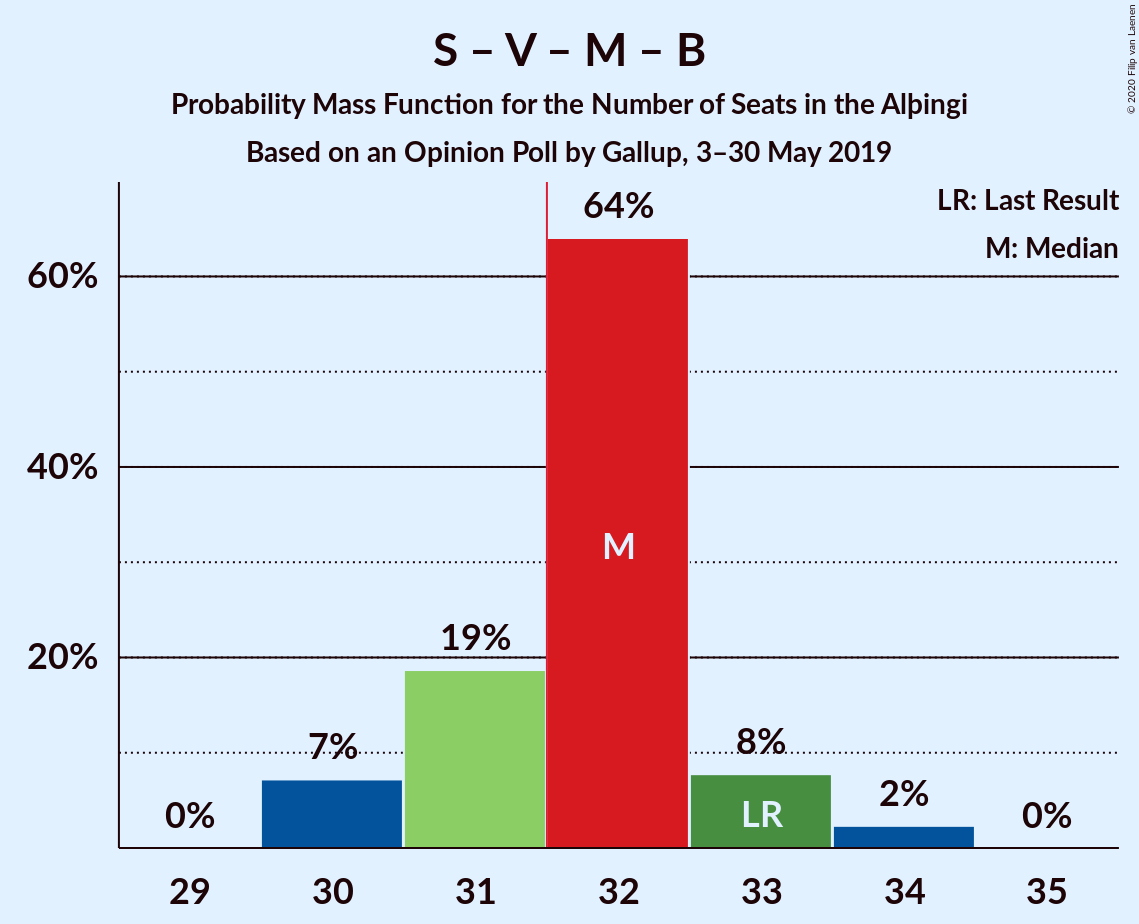 S – V – M – B
Probability Mass Function for the Number of Seats in the Alþingi
Based on an Opinion Poll by Gallup, 3–30 May 2019
© 2020 Filip van Laenen
LR: Last Result
M: Median
60%
40%
20%
0%
7%
19%
64%
M
8%
LR
2%
0%
29
30
31
32
33
34
35